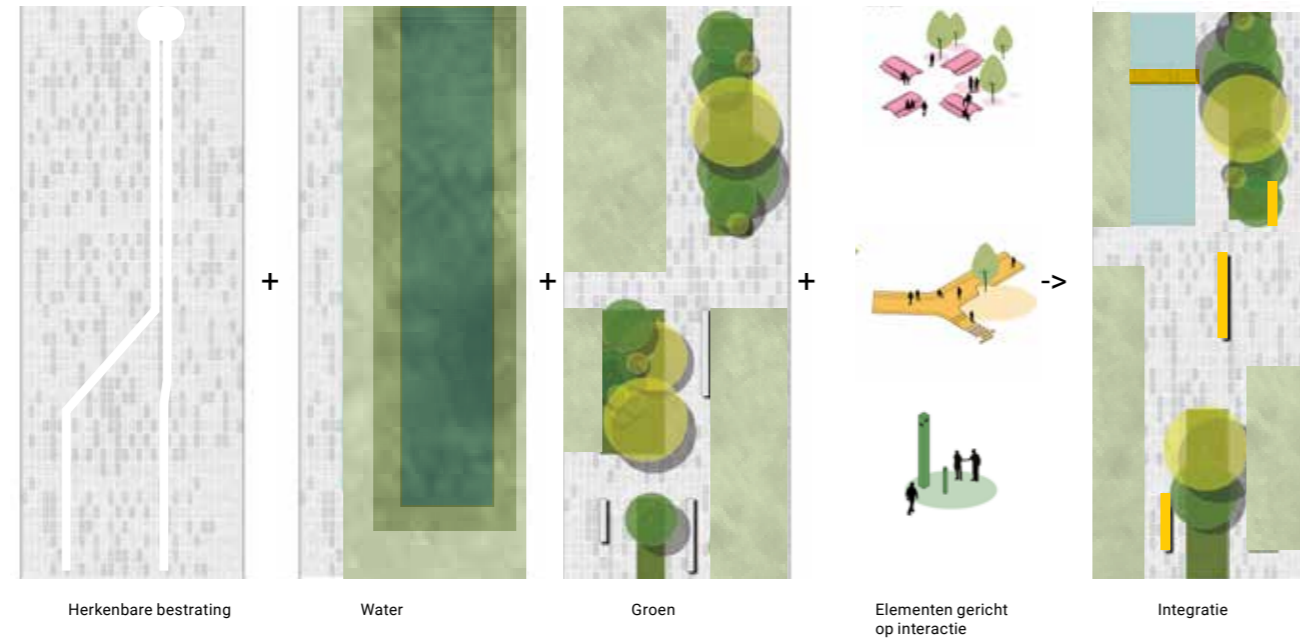 + + + ->
Herkenbare bestrating
Water
Groen
Elementen gericht
op interactie
Integratie